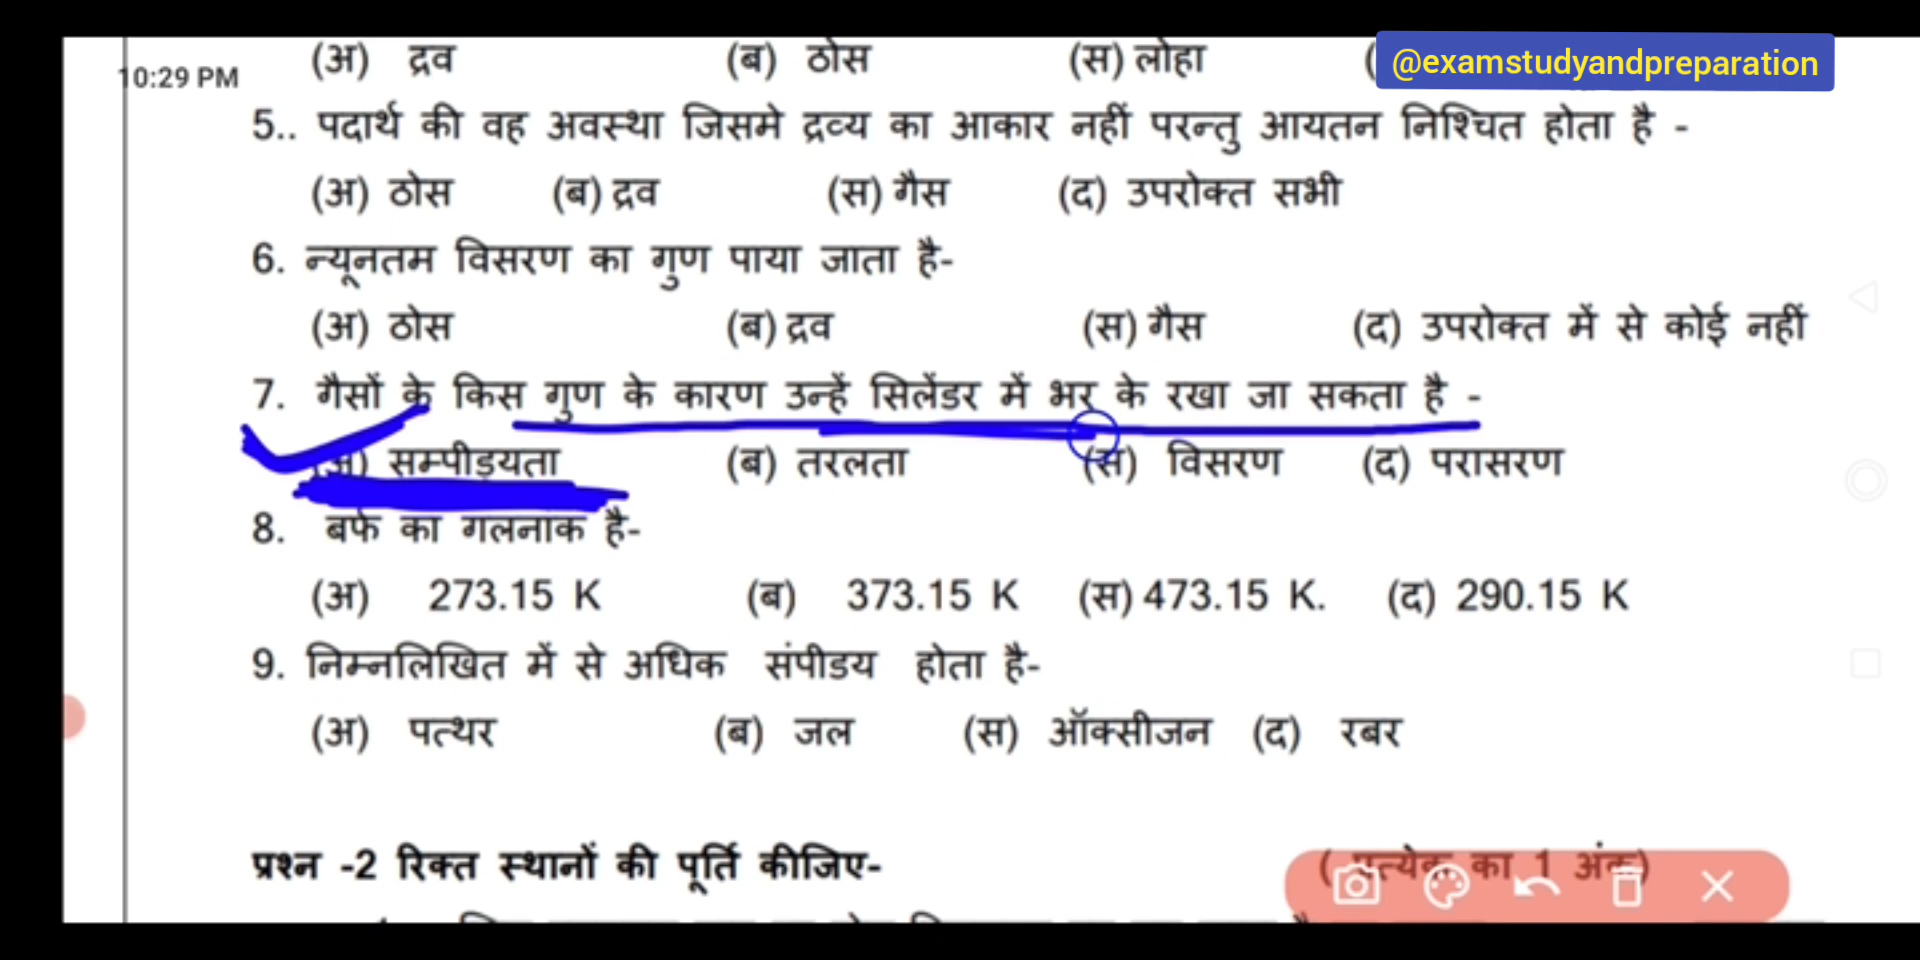 (अ) द्रव (ब) ठोस (स) लोहा (
@examstudyandpreparation
10:29 PM
5.. पदार्थ की वह अवस्था जिसमे द्रव्य का आकार नहीं परन्तु आयतन निश्चित होता है -
(अ) ठोस (ब) द्रव (स) गैस (द) उपरोक्त सभी
6. न्यूनतम विसरण का गुण पाया जाता है-
(अ) ठोस (ब) द्रव (स) गैस (द) उपरोक्त में से कोई नहीं
7. गैसों के किस गुण के कारण उन्हें सिलेंडर में भर के रखा जा सकता है -
(अ) सम्पीड़यता (ब) तरलता (स) विसरण (द) परासरण
8. बर्फ का गलनांक है-
(अ) 273.15 K (ब) 373.15 K (स) 473.15 K. (द) 290.15 K
9. निम्नलिखित में से अधिक संपीडय होता है-
(अ) पत्थर (ब) जल (स) ऑक्सीजन (द) रबर
प्रश्न -2 रिक्त स्थानों की पूर्ति कीजिए- ( प्रत्येक का 1 अंक)